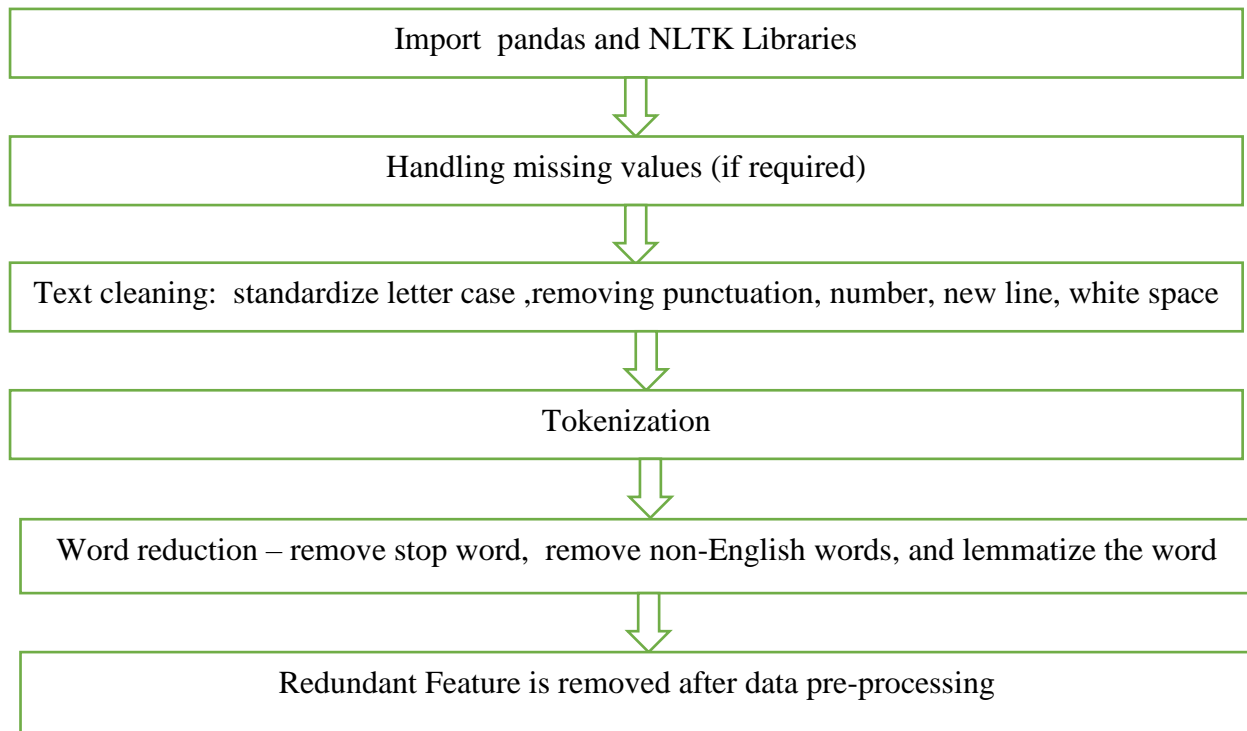 Import  pandas and NLTK Libraries
Handling missing values (if required)
Text cleaning:  standardize letter case ,removing punctuation, number, new line, white space
Tokenization
Word reduction – remove stop word,  remove non-English words, and lemmatize the word
Redundant Feature is removed after data pre-processing